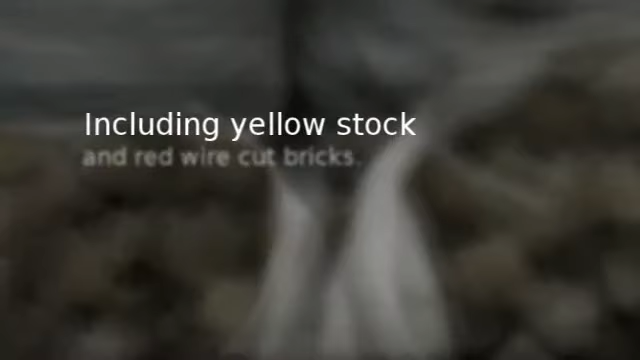 Including yellow stock
and red wire cut bricks.